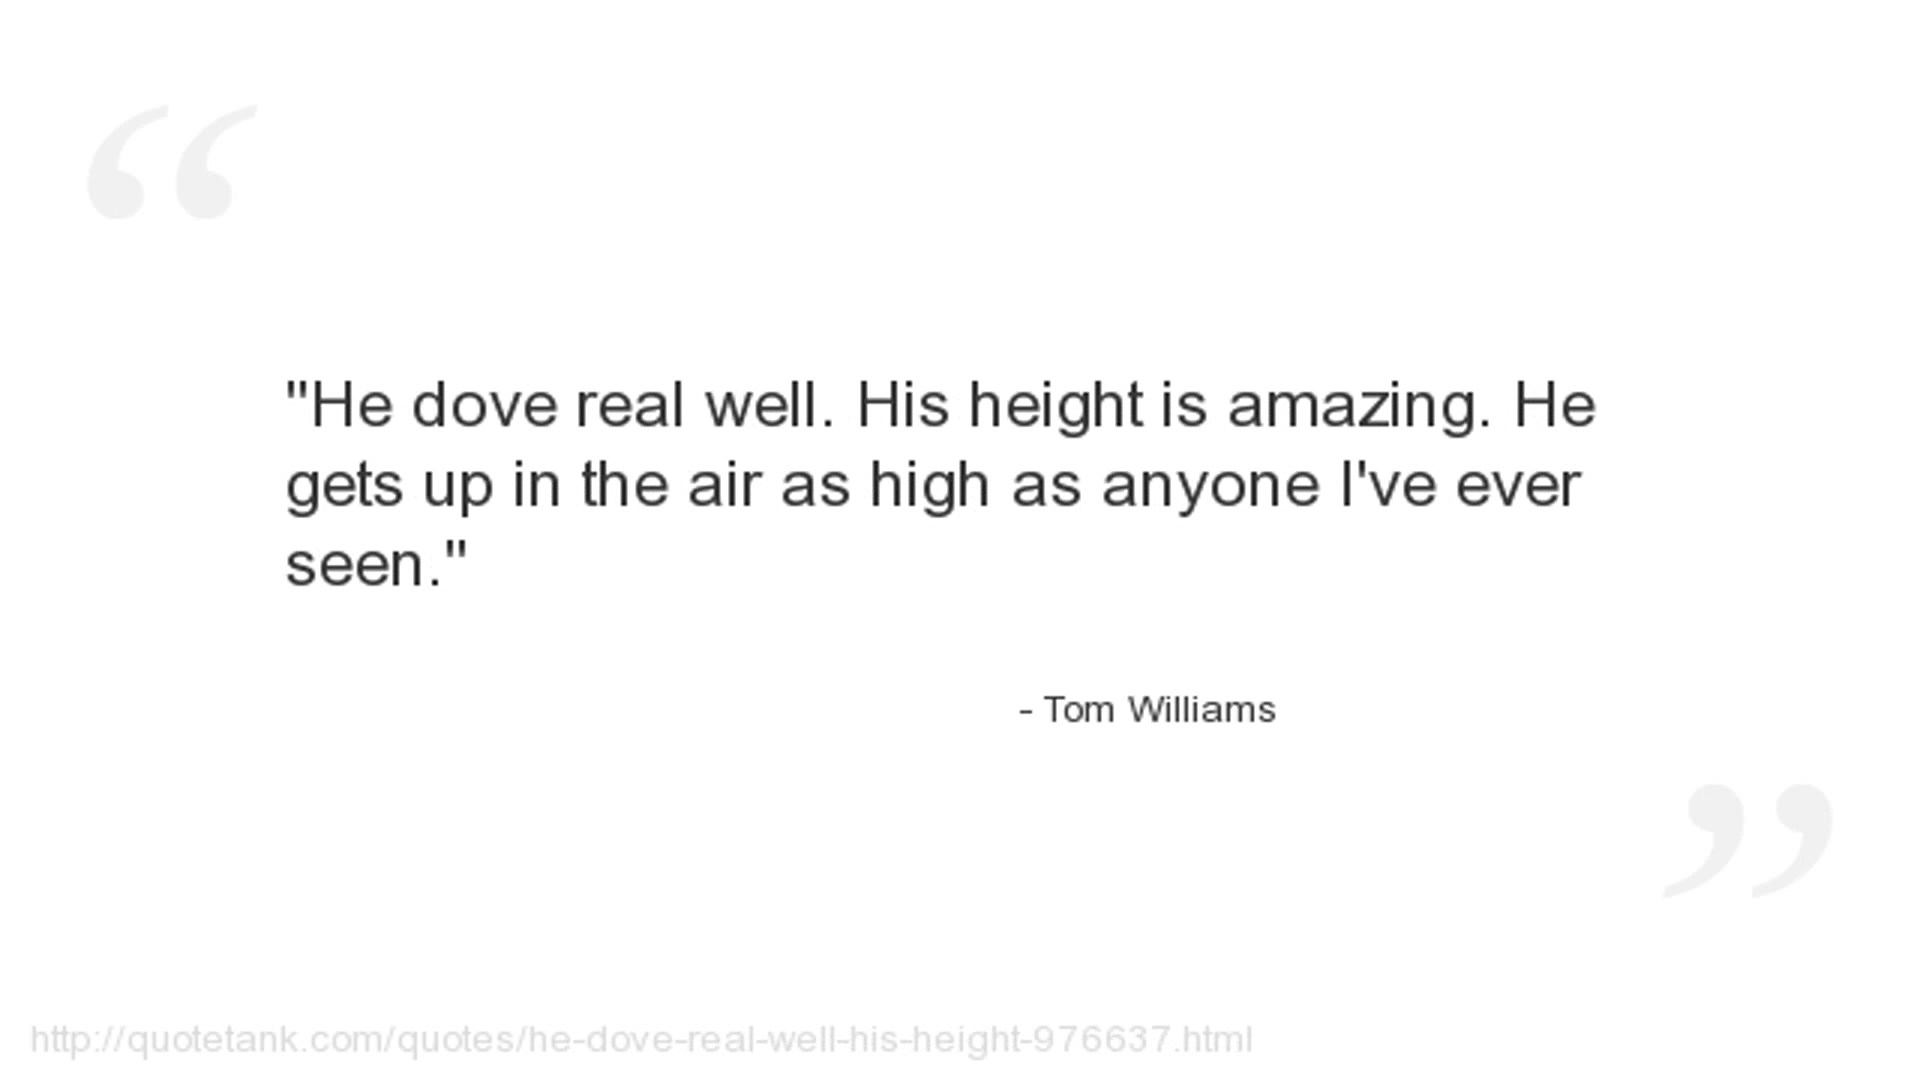 "He dove real well. His height is amazing. He
gets up in the air as high as anyone I've ever
seen."
- Tom Williams
http://quotetank.com/quotes/he-dove-real-well-his-height-976637.html